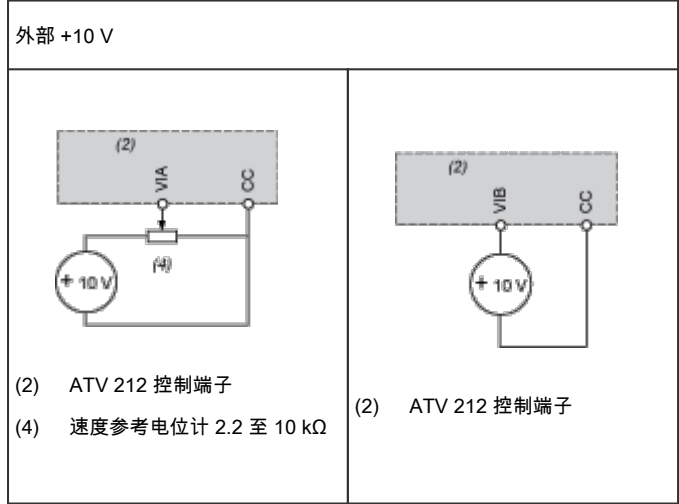 外部 +10 V
(2)
VIA
CC
(4)
+ 10 V
(2) ATV 212 控制端子
(4) 速度参考电位计 2.2 至 10 kΩ
(2)
VIB
CC
+ 10 V
(2) ATV 212 控制端子